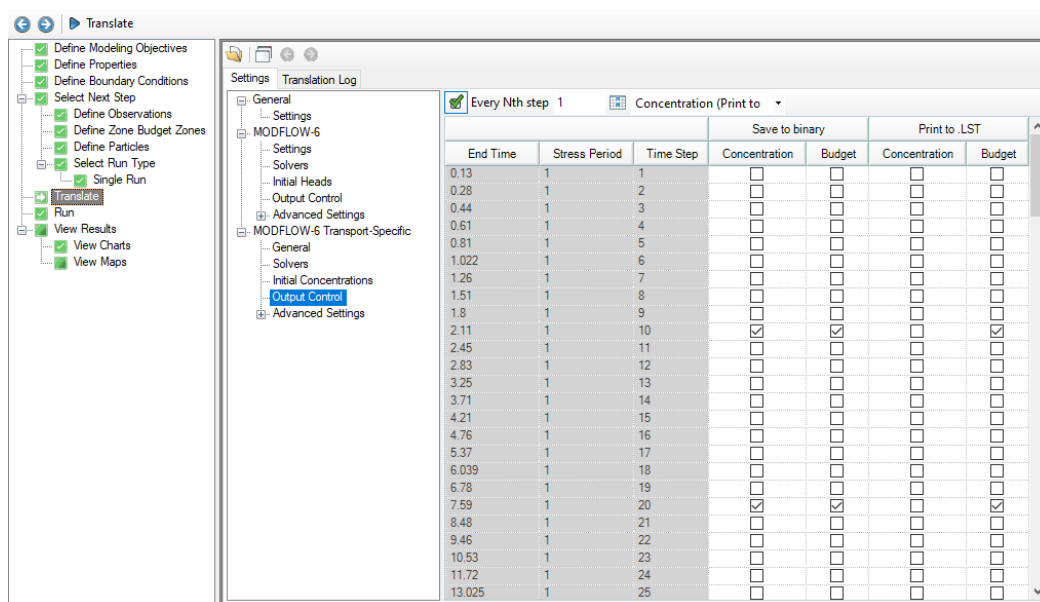 Translate
Define Modeling Objectives
Define Properties
Define Boundary Conditions
Select Next Step
Define Observations
Define Zone Budget Zones
Define Particles
Select Run Type
Single Run
Translate
Run
View Results
View Charts
View Maps
Settings Translation Log
General
Settings
MODFLOW-6
Settings
Solvers
Initial Heads
Output Control
Advanced Settings
MODFLOW-6 Transport-Specific
General
Solvers
Initial Concentrations
Output Control
Advanced Settings
Every Nth step 1 Concentration (Print to
Save to binary Print to .LST
End Time Stress Period Time Step Concentration Budget Concentration Budget
0.13 1 1
0.28 1 2
0.44 1 3
0.61 1 4
0.81 1 5
1.022 1 6
1.26 1 7
1.51 1 8
1.8 1 9
2.11 1 10
2.45 1 11
2.83 1 12
3.25 1 13
3.71 1 14
4.21 1 15
4.76 1 16
5.37 1 17
6.039 1 18
6.78 1 19
7.59 1 20
8.48 1 21
9.46 1 22
10.53 1 23
11.72 1 24
13.025 1 25